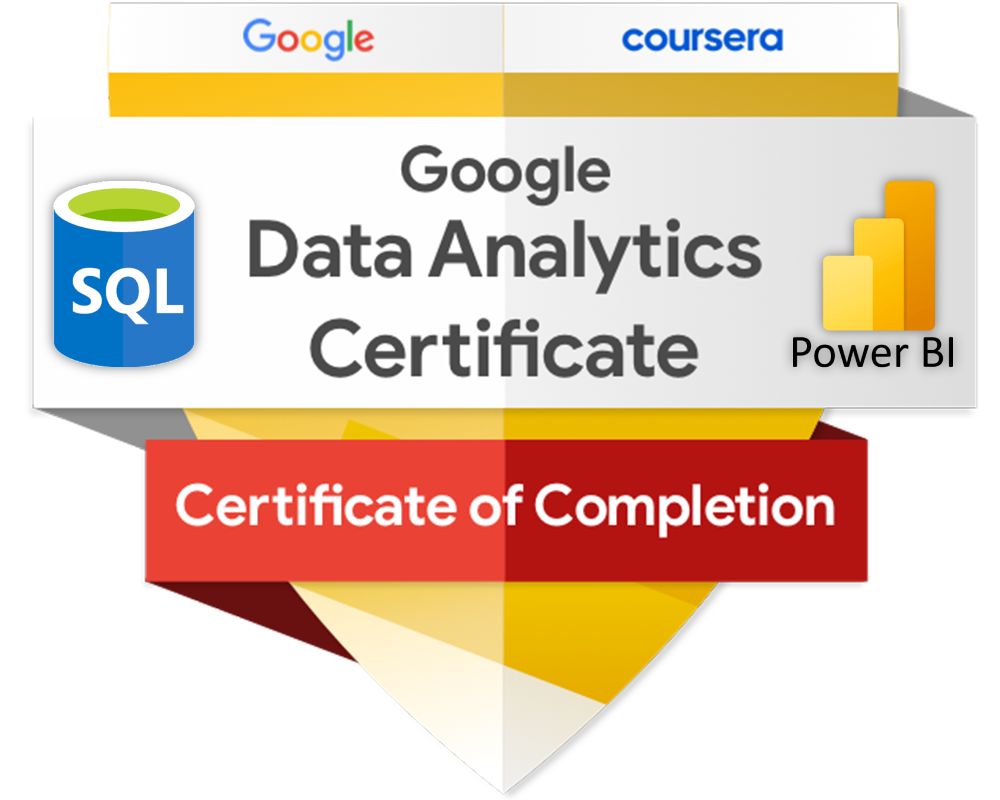 Google
coursera
Google
Data Analytics
Certificate
SQL
Power BI
Certificate of Completion